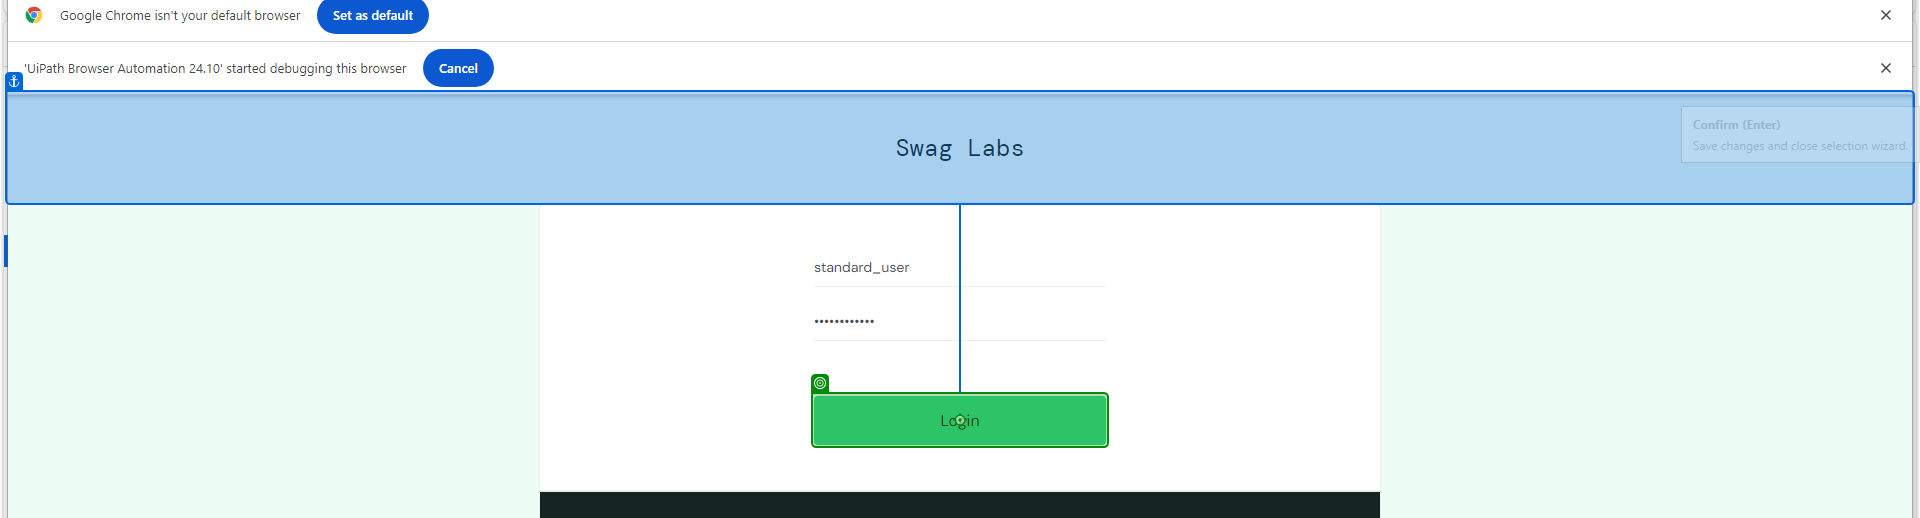 Google Chrome isn't your default browser Set as default
'UiPath Browser Automation 24.10' started debugging this browser Cancel
Confirm (Enter)
Swag Labs
Save changes and close selection wizard.
standard_user
••••••••••••
Login